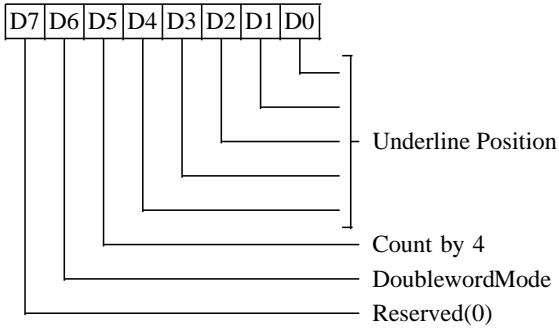 D7 D6 D5 D4 D3 D2 D1 D0
Underline Position
Count by 4
DoublewordMode
Reserved(0)